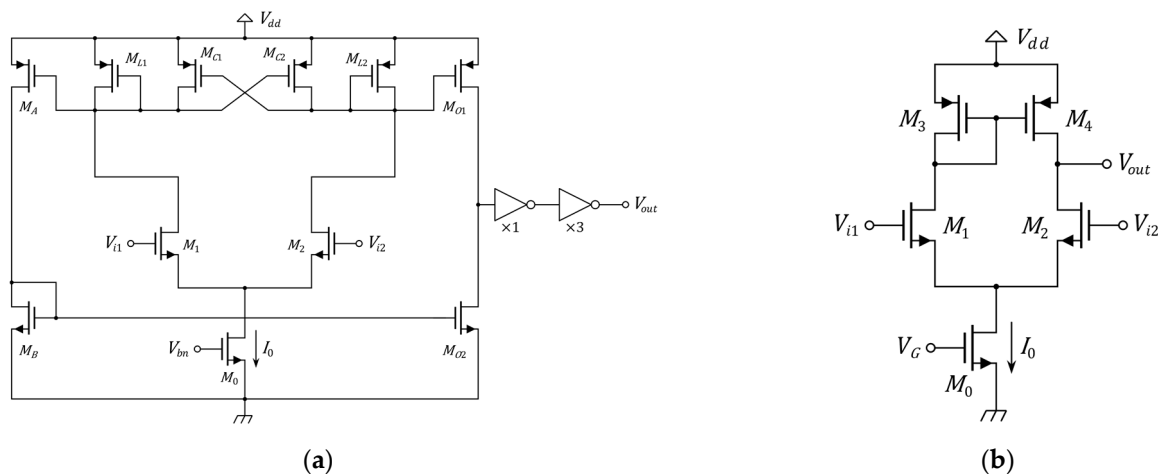 V_dd
M_L1 M_C1 M_C2 M_L2
M_A M_O1
V_i1 M_1 M_2 V_i2
×1 ×3 V_out
M_B V_bn M_0 I_0 M_O2
(a)
V_dd
M_3 M_4
V_out
V_i1 M_1 M_2 V_i2
V_G M_0 I_0
(b)